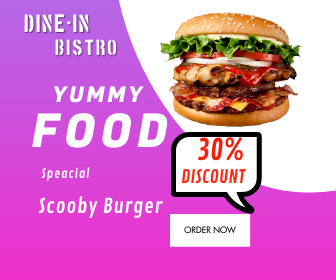 DINE-IN
BISTRO
YUMMY
FOOD
30%
DISCOUNT
Speacial
Scooby Burger
ORDER NOW